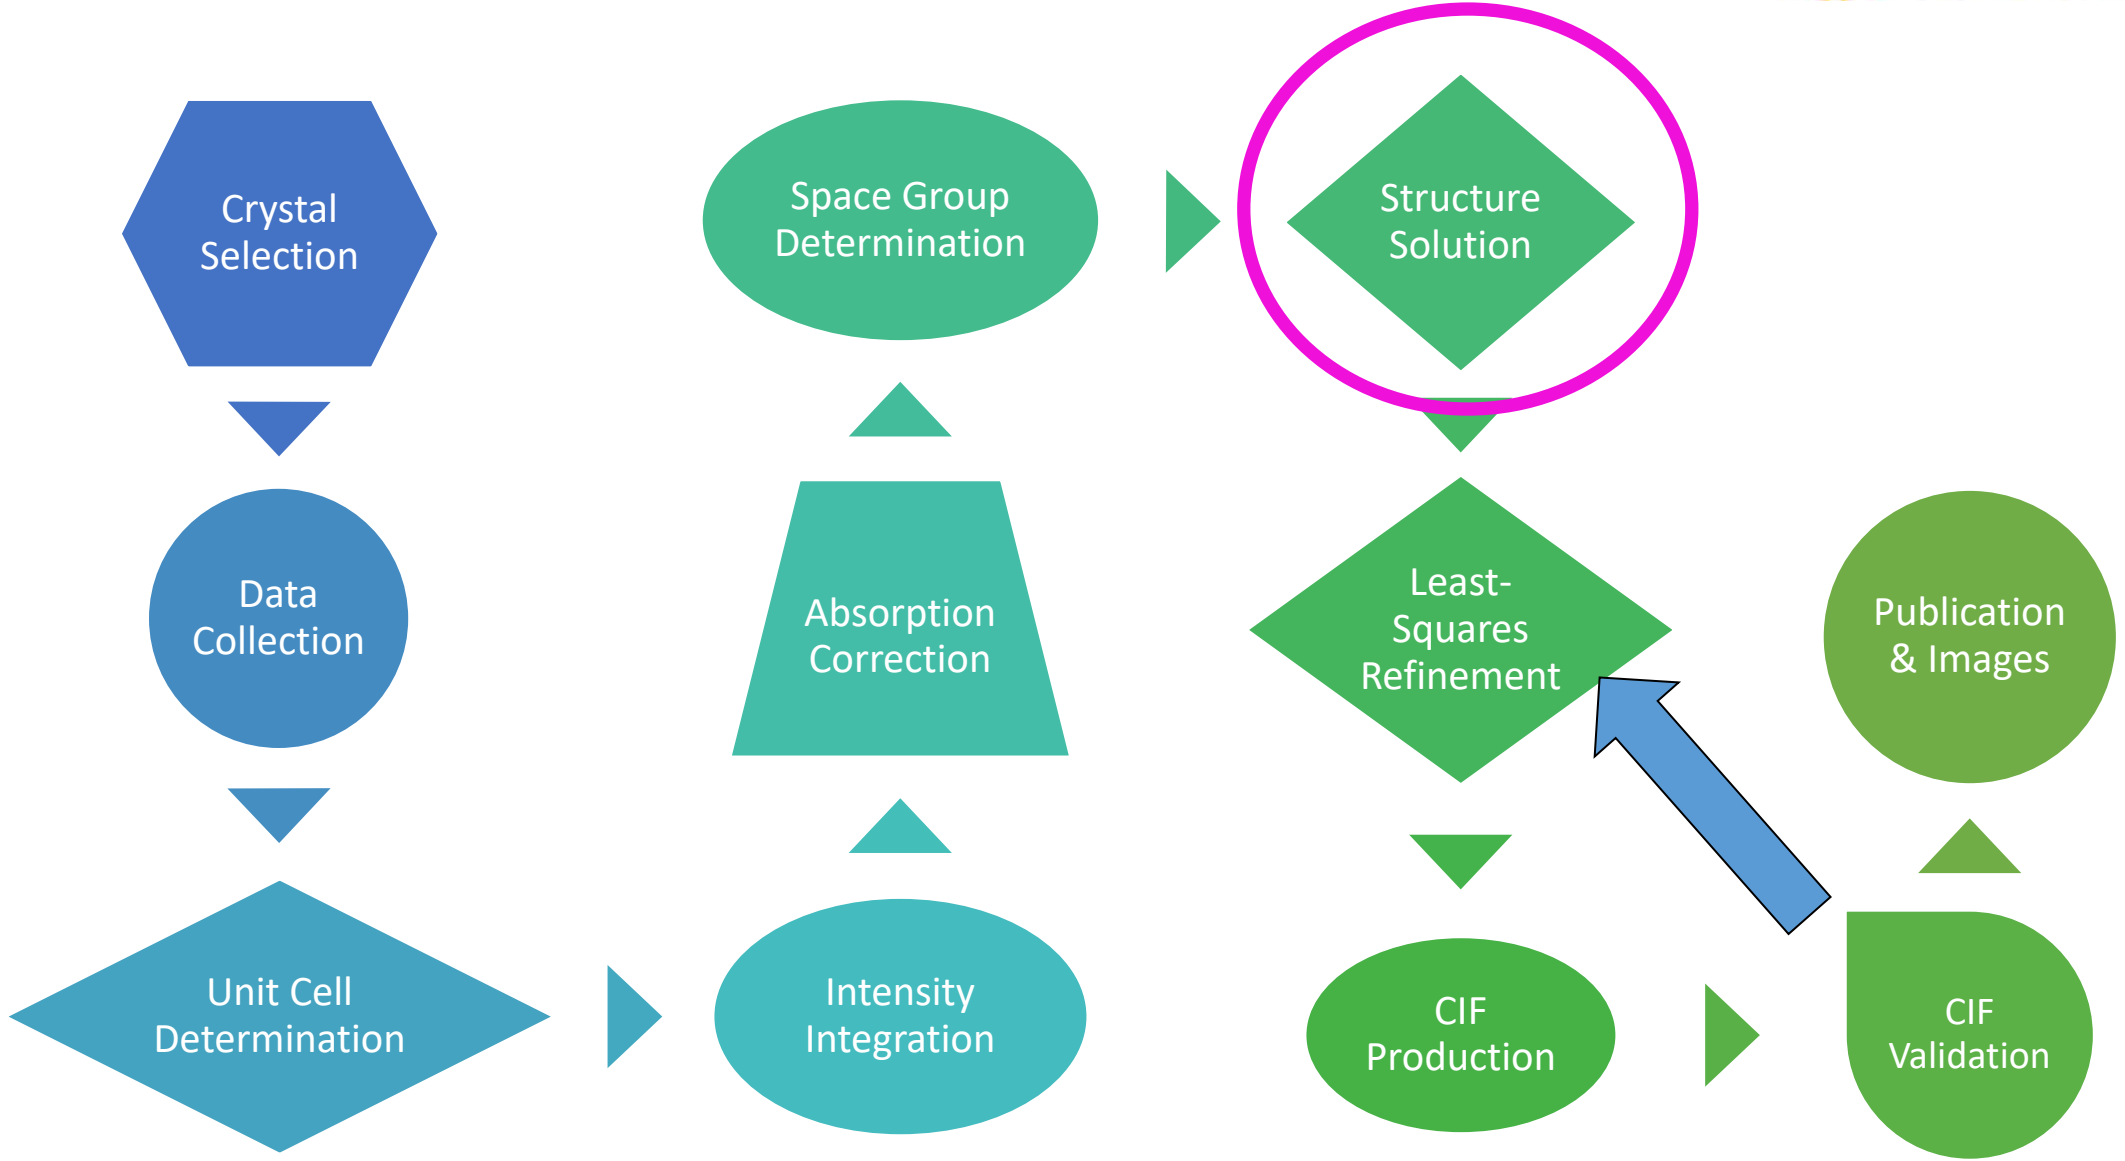 Crystal
Selection
Data
Collection
Unit Cell
Determination
Intensity
Integration
Absorption
Correction
Space Group
Determination
Structure
Solution
Least-
Squares
Refinement
CIF
Production
CIF
Validation
Publication
& Images